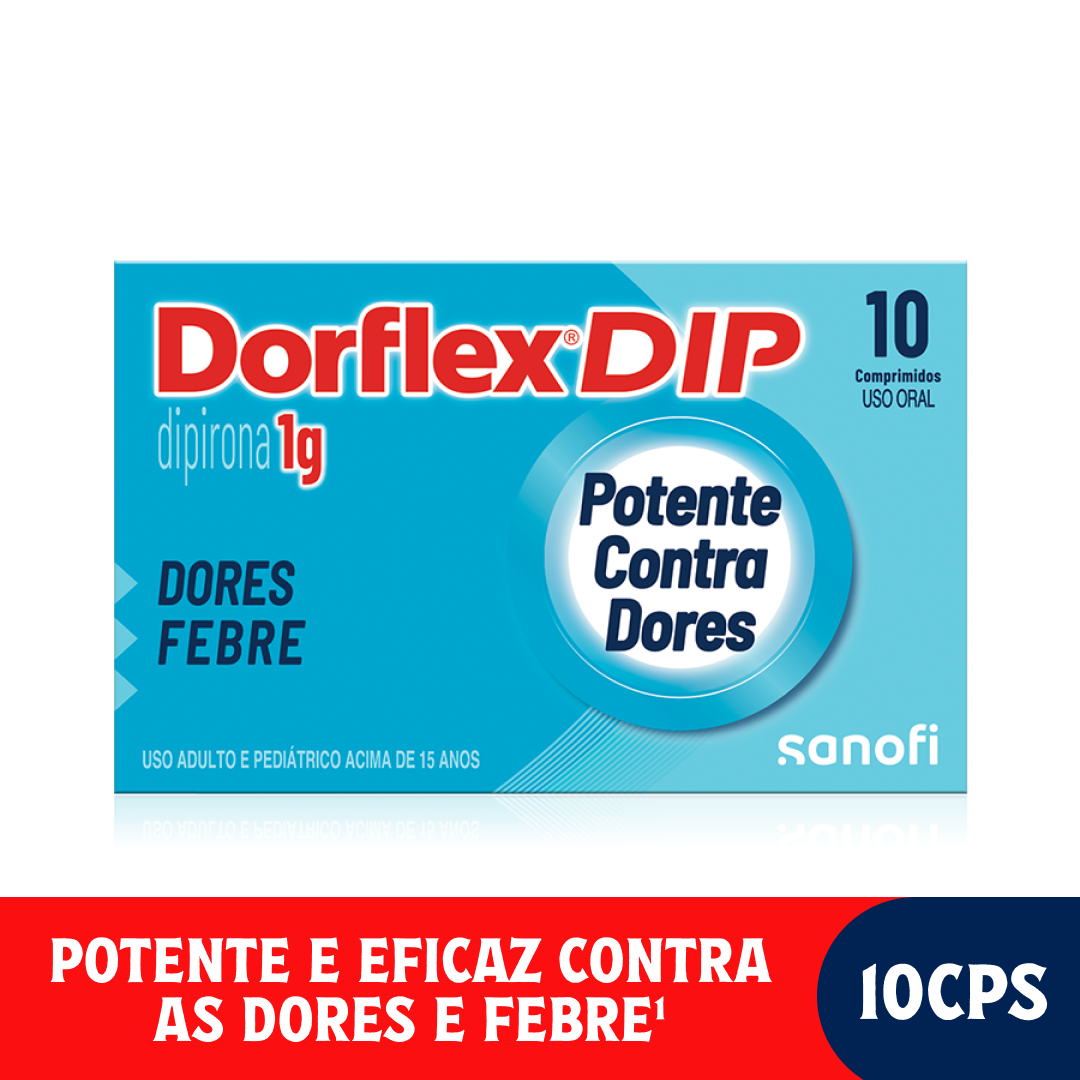 Dorflex® DIP
10
Comprimidos
USO ORAL
dipirona 1g
Potente
Contra
Dores
DORES
FEBRE
USO ADULTO E PEDIÁTRICO ACIMA DE 15 ANOS
sanofi
POTENTE E EFICAZ CONTRA
AS DORES E FEBRE¹
10CPS